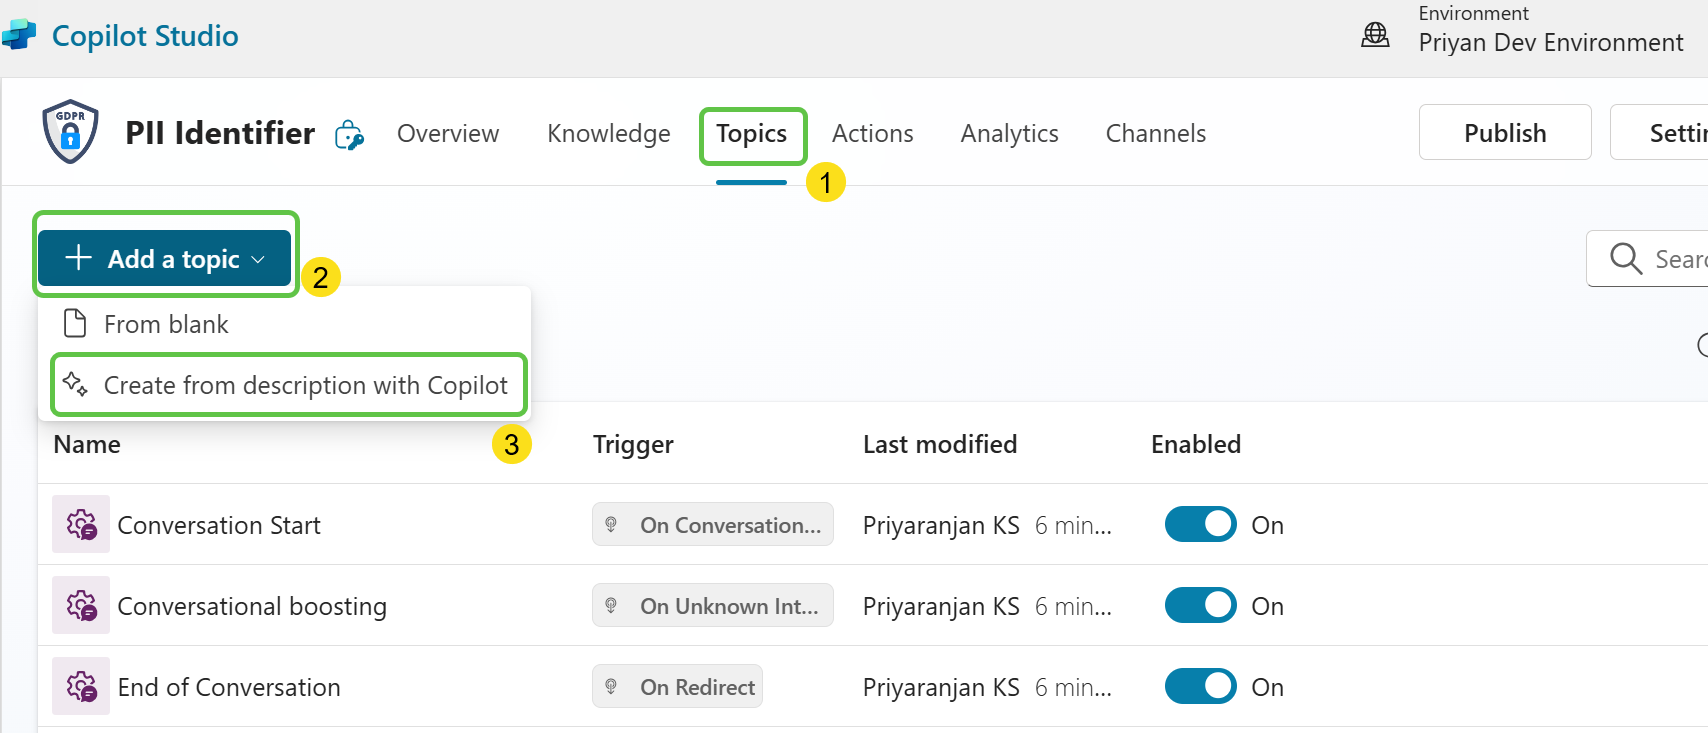 Copilot Studio
Environment
Priyan Dev Environment
GDPR
PII Identifier
Overview
Knowledge
Topics
Actions
Analytics
Channels
Publish
1
Add a topic
2
From blank
Create from description with Copilot
3
Name
Trigger
Last modified
Enabled
Conversation Start
On Conversation...
Priyaranjan KS 6 min...
On
Conversational boosting
On Unknown Int...
Priyaranjan KS 6 min...
On
End of Conversation
On Redirect
Priyaranjan KS 6 min...
On